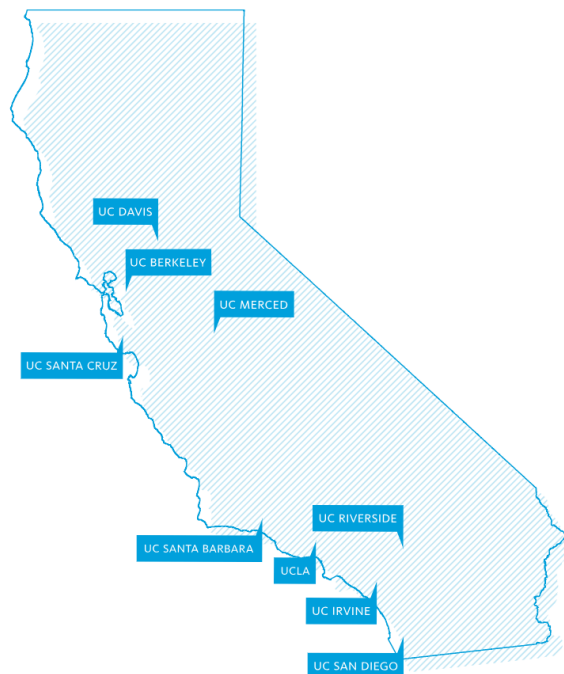 UC DAVIS
UC BERKELEY
UC MERCED
UC SANTA CRUZ
UC RIVERSIDE
UC SANTA BARBARA
UCLA
UC IRVINE
UC SAN DIEGO